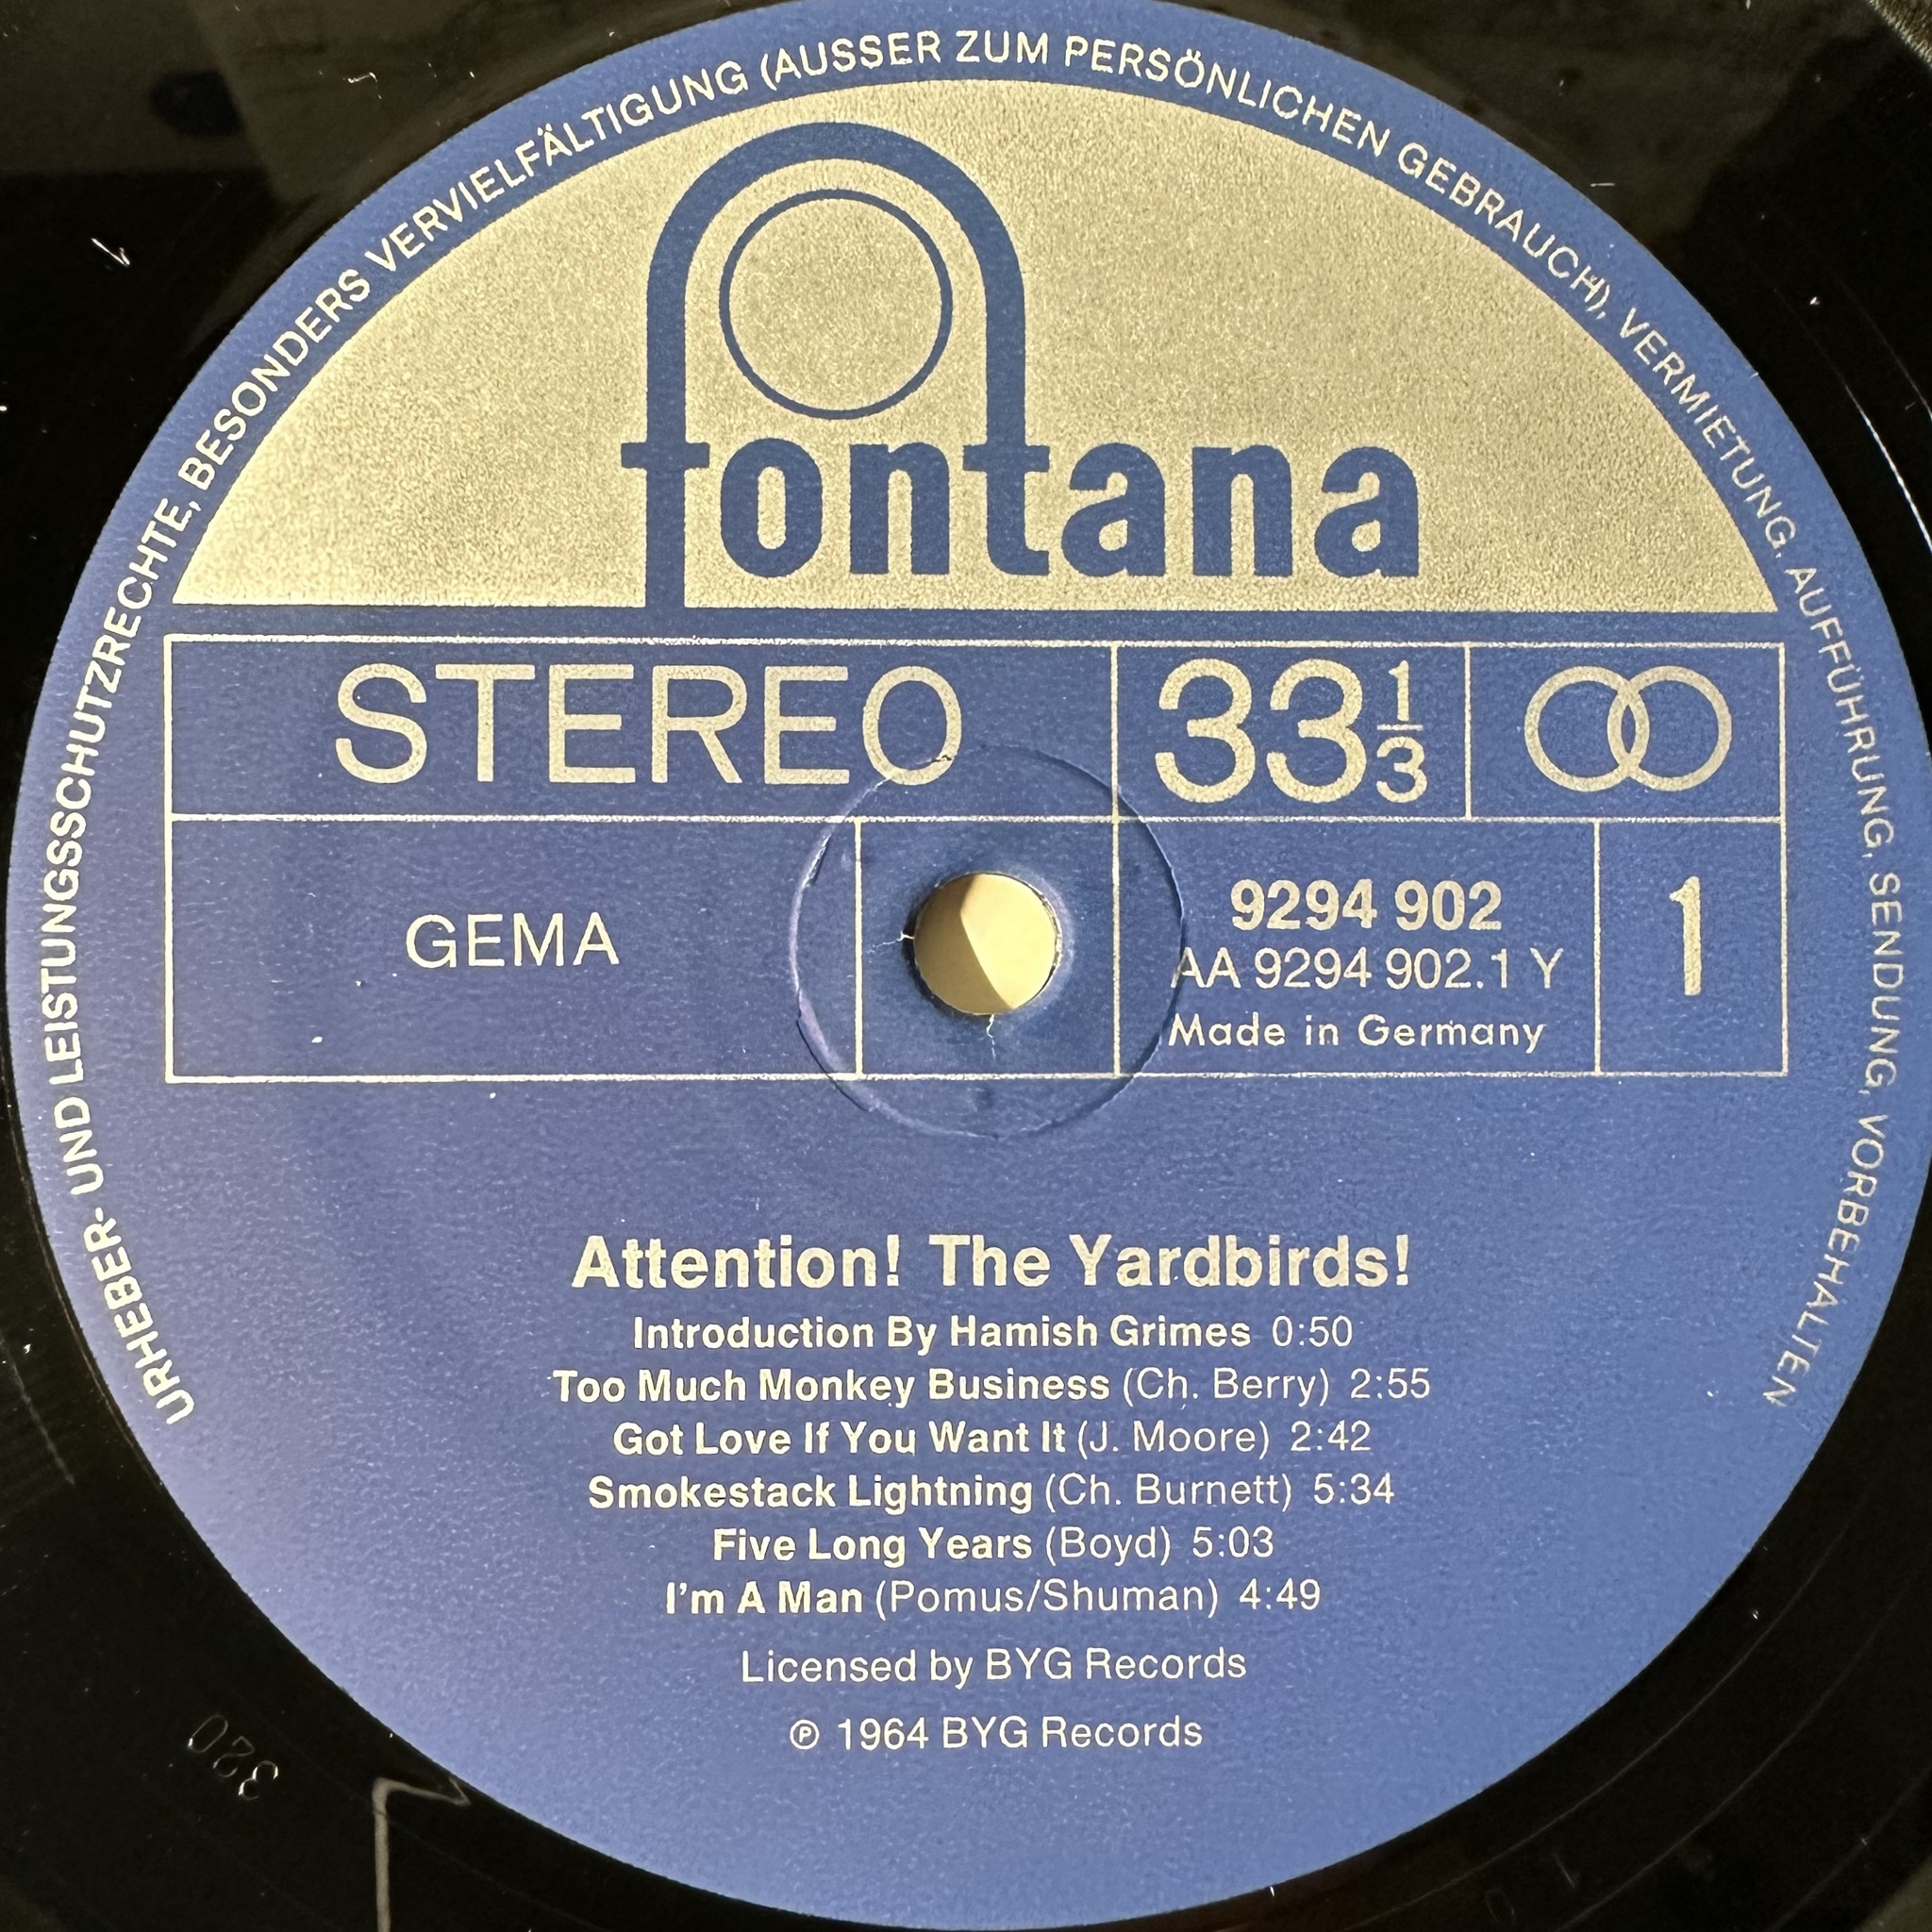 URHEBER- UND LEISTUNGSSCHUTZRECHTE, BESONDERS VERVIELFÄLTIGUNG (AUSSER ZUM PERSÖNLICHEN GEBRAUCH), VERMIETUNG, AUFFÜHRUNG, SENDUNG, VORBEHALTEN
fontana
STEREO
33 1/3
GEMA
9294 902
AA 9294 902.1 Y
Made in Germany
1
Attention! The Yardbirds!
Introduction By Hamish Grimes 0:50
Too Much Monkey Business (Ch. Berry) 2:55
Got Love If You Want It (J. Moore) 2:42
Smokestack Lightning (Ch. Burnett) 5:34
Five Long Years (Boyd) 5:03
I'm A Man (Pomus/Shuman) 4:49
Licensed by BYG Records
℗ 1964 BYG Records
320